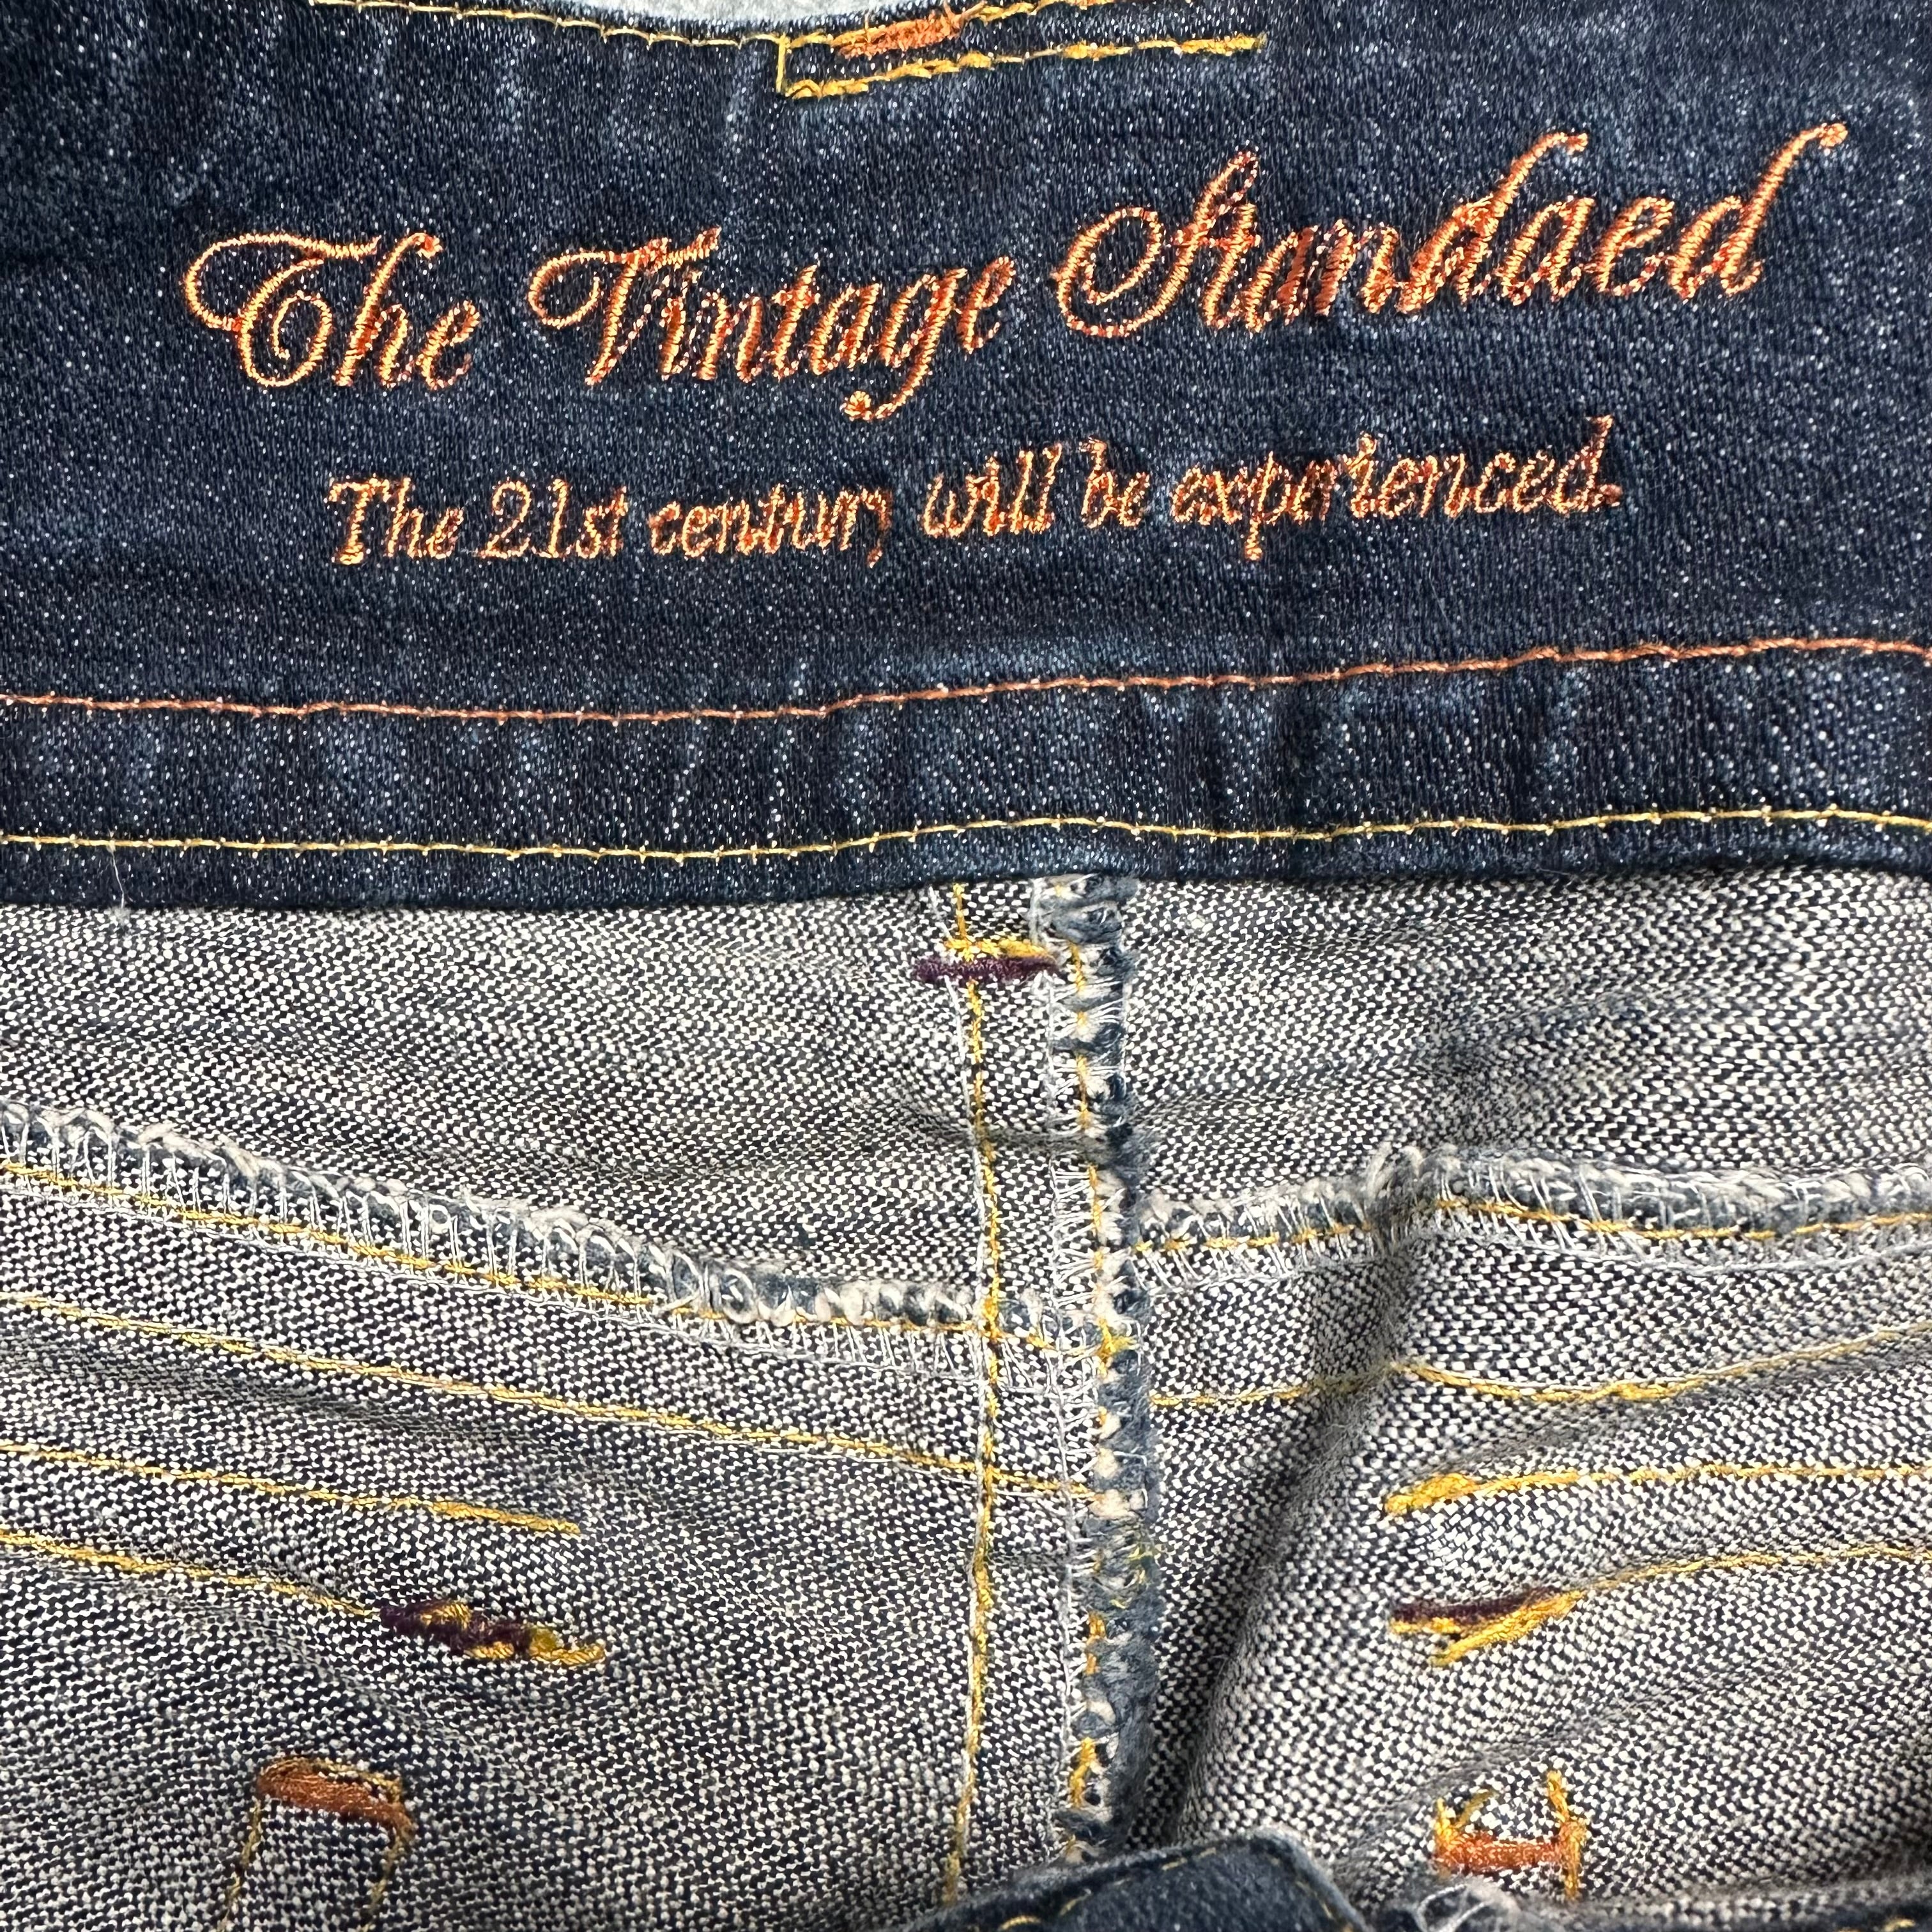 The Vintage Standaed
The 21st century will be experienced.